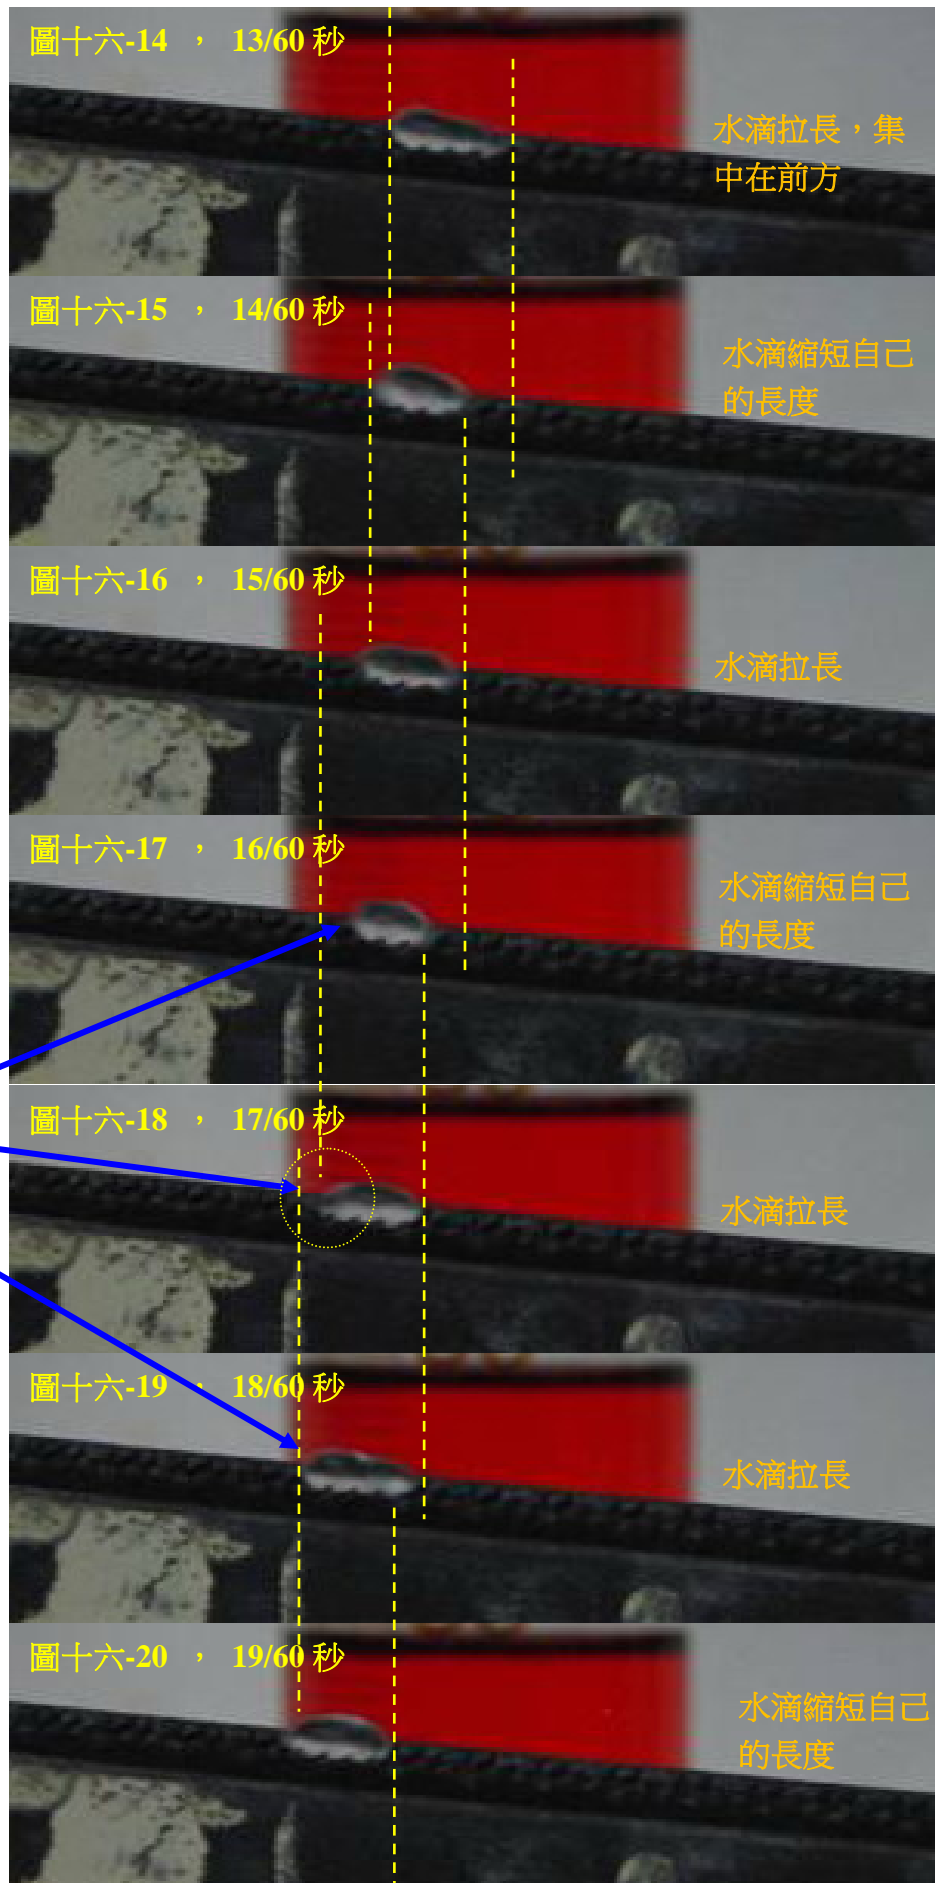 圖十六-14 ， 13/60 秒
水滴拉長，集
中在前方
圖十六-15 ， 14/60 秒
水滴縮短自己
的長度
圖十六-16 ， 15/60 秒
水滴拉長
圖十六-17 ， 16/60 秒
水滴縮短自己
的長度
圖十六-18 ， 17/60 秒
水滴拉長
圖十六-19 ， 18/60 秒
水滴拉長
圖十六-20 ， 19/60 秒
水滴縮短自己
的長度